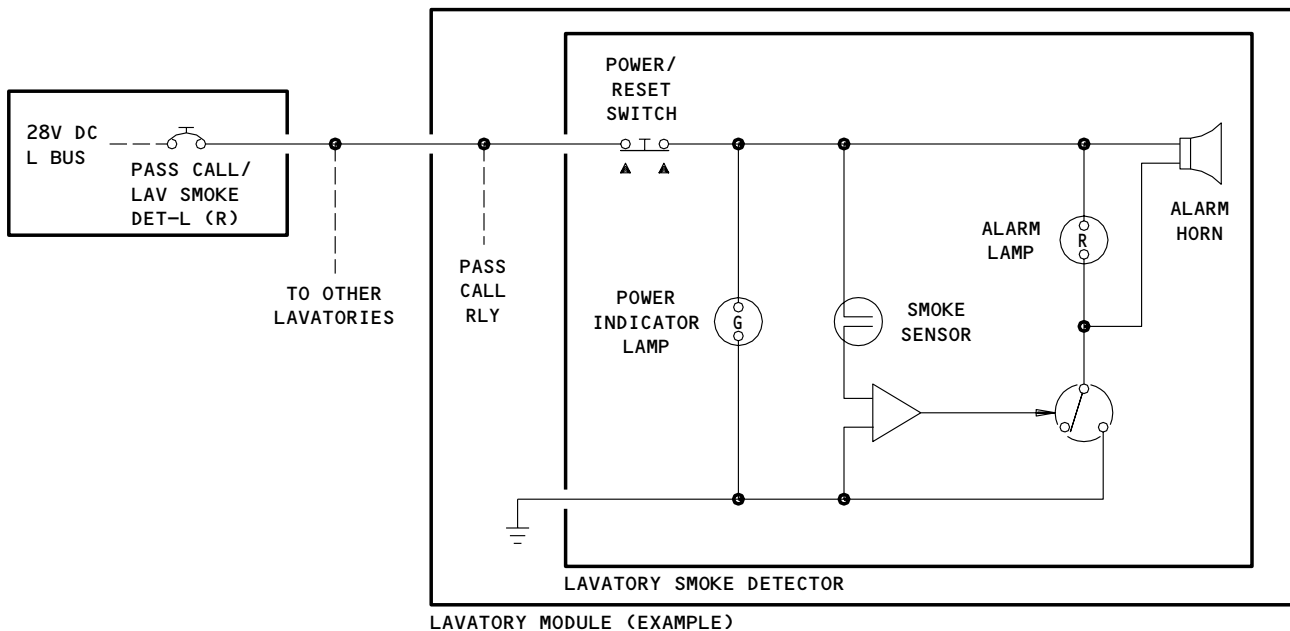 28V DC
L BUS
PASS CALL/
LAV SMOKE
DET-L (R)
TO OTHER
LAVATORIES
PASS
CALL
RLY
POWER/
RESET
SWITCH
POWER
INDICATOR
LAMP
G
SMOKE
SENSOR
ALARM
LAMP
R
ALARM
HORN
LAVATORY SMOKE DETECTOR
LAVATORY MODULE (EXAMPLE)